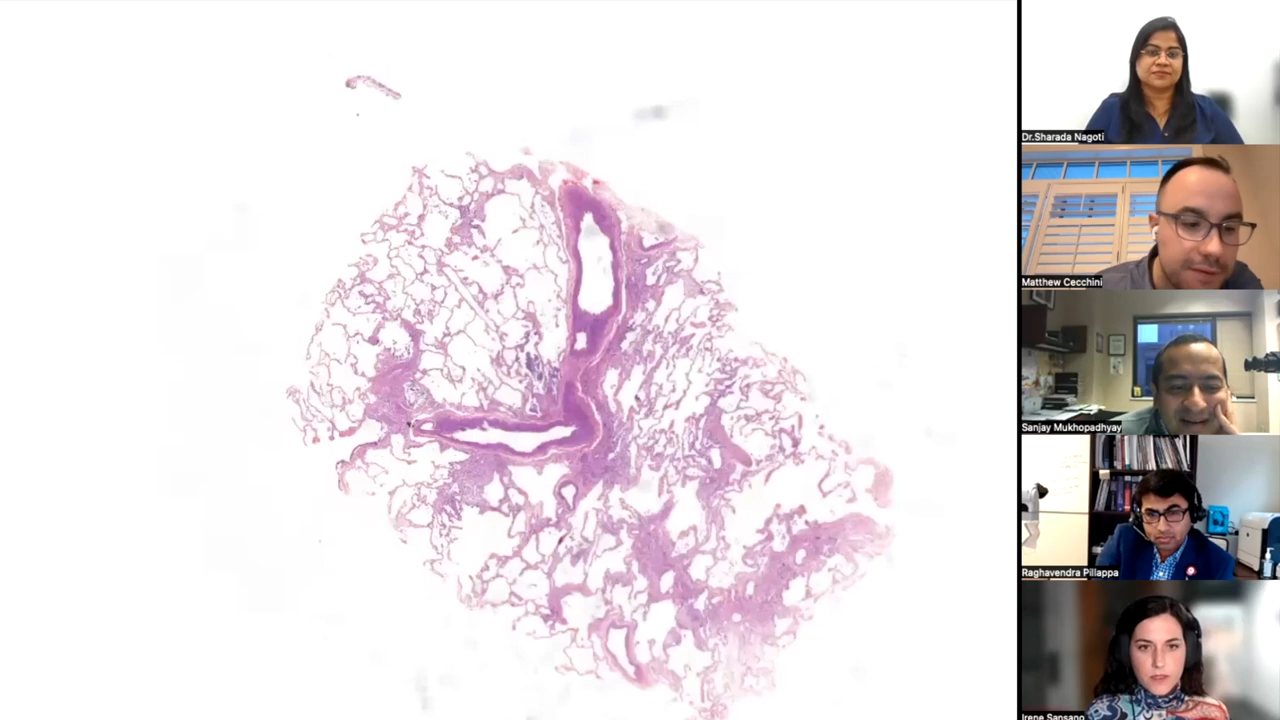 Dr.Sharada Nagoti
Matthew Cecchini
Sanjay Mukhopadhyay
Raghavendra Pillappa
Irene Sansano